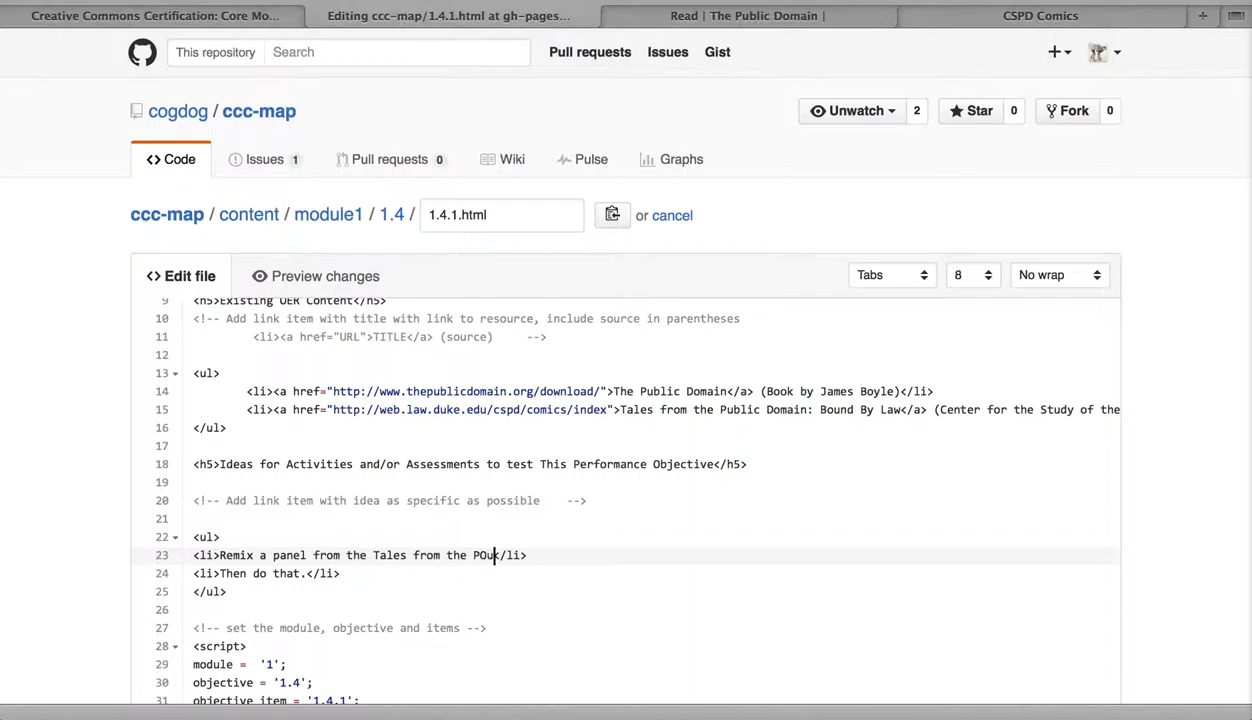 Creative Commons Certification: Core Mo... Editing ccc-map/1.4.1.html at gh-pages... Read | The Public Domain | CSPD Comics
This repository Search Pull requests Issues Gist
cogdog / ccc-map Unwatch 2 Star 0 Fork 0
Code Issues 1 Pull requests 0 Wiki Pulse Graphs
ccc-map / content / module1 / 1.4 / 1.4.1.html or cancel
<> Edit file Preview changes Tabs 8 No wrap
9 <h5>Existing OER Content</h5>
10 <!-- Add link item with title with link to resource, include source in parentheses
11 <li><a href="URL">TITLE</a> (source) -->
12
13 <ul>
14 <li><a href="http://www.thepublicdomain.org/download/">The Public Domain</a> (Book by James Boyle)</li>
15 <li><a href="http://web.law.duke.edu/cspd/comics/index">Tales from the Public Domain: Bound By Law</a> (Center for the Study of the
16 </ul>
17
18 <h5>Ideas for Activities and/or Assessments to test This Performance Objective</h5>
19
20 <!-- Add link item with idea as specific as possible -->
21
22 <ul>
23 <li>Remix a panel from the Tales from the POu</li>
24 <li>Then do that.</li>
25 </ul>
26
27 <!-- set the module, objective and items -->
28 <script>
29 module = '1';
30 objective = '1.4';
31 objective_item = '1.4.1';